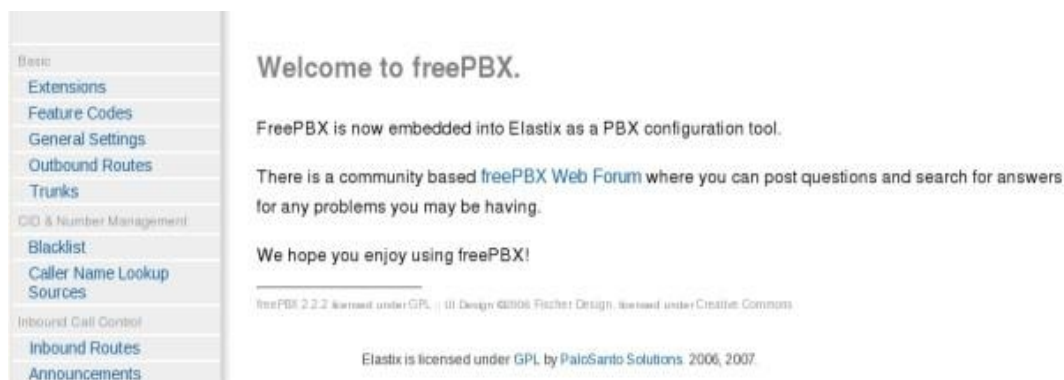 Basic
Extensions
Feature Codes
General Settings
Outbound Routes
Trunks
CID & Number Management
Blacklist
Caller Name Lookup
Sources
Inbound Call Control
Inbound Routes
Announcements
Welcome to freePBX.
FreePBX is now embedded into Elastix as a PBX configuration tool.
There is a community based freePBX Web Forum where you can post questions and search for answers
for any problems you may be having.
We hope you enjoy using freePBX!
freePBX 2.2.2 licensed under GPL :: UI Design ©2006 Fischer Design, licensed under Creative Commons
Elastix is licensed under GPL by PaloSanto Solutions. 2006, 2007.